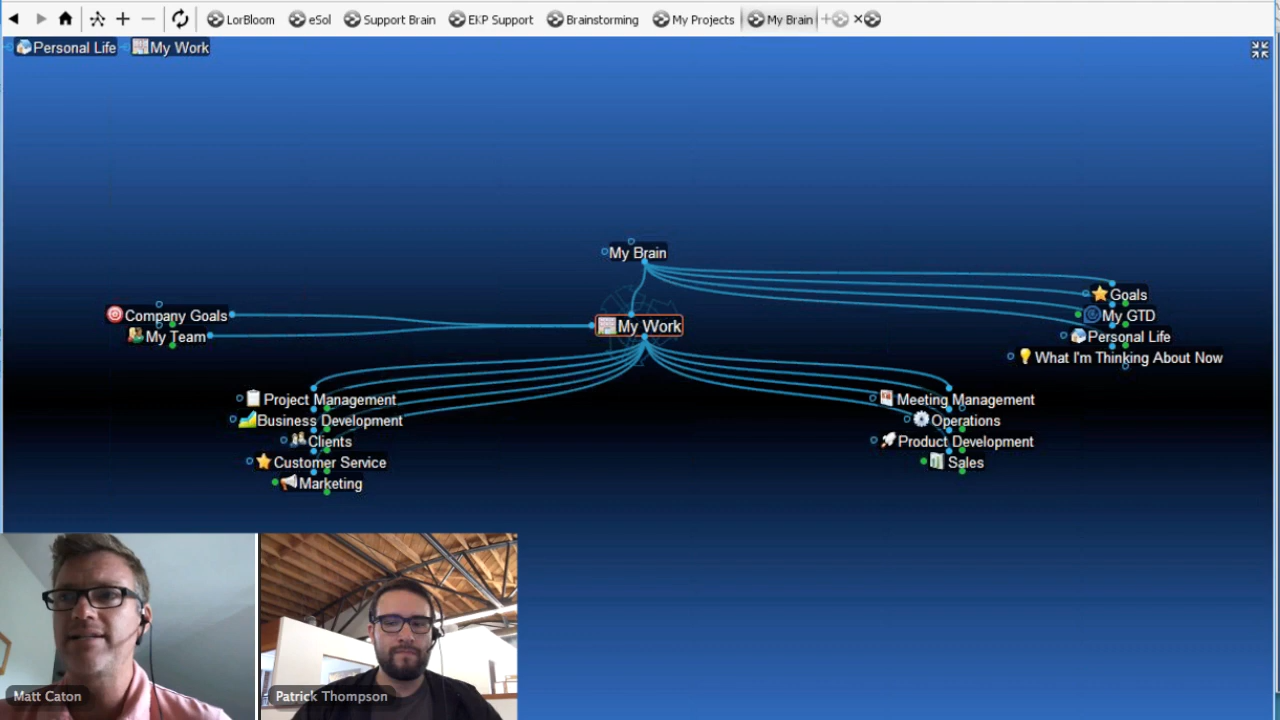 LorBloom eSol Support Brain EKP Support Brainstorming My Projects My Brain
Personal Life My Work
My Brain
Goals
My GTD
Personal Life
What I'm Thinking About Now
Company Goals
My Team
My Work
Project Management
Business Development
Clients
Customer Service
Marketing
Meeting Management
Operations
Product Development
Sales
Matt Caton
Patrick Thompson